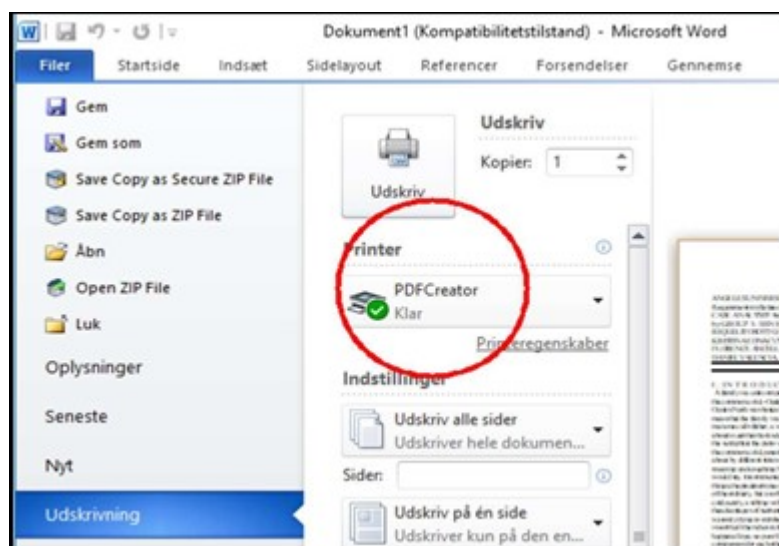 Dokument1 (Kompatibilitetstilstand) - Microsoft Word
Filer Startside Indsæt Sidelayout Referencer Forsendelser Gennemse
Gem
Gem som
Save Copy as Secure ZIP File
Save Copy as ZIP File
Åbn
Open ZIP File
Luk
Oplysninger
Seneste
Nyt
Udskrivning
Udskriv
Udskriv
Kopier: 1
Printer
PDFCreator
Klar
Printeregenskaber
Indstillinger
Udskriv alle sider
Udskriver hele dokumen...
Sider:
Udskriv på én side
Udskriver kun på den en...